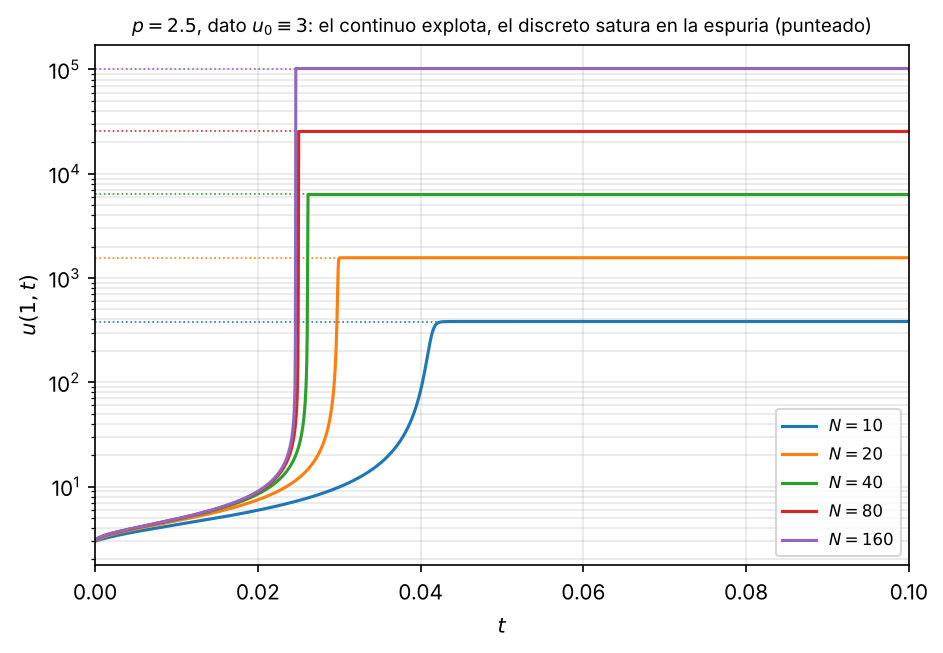 p = 2.5, dato u₀ ≡ 3: el continuo explota, el discreto satura en la espuria (punteado)
10⁵
10⁴
10³
10²
10¹
u(1, t)
0.00 0.02 0.04 0.06 0.08 0.10
t
N = 10
N = 20
N = 40
N = 80
N = 160